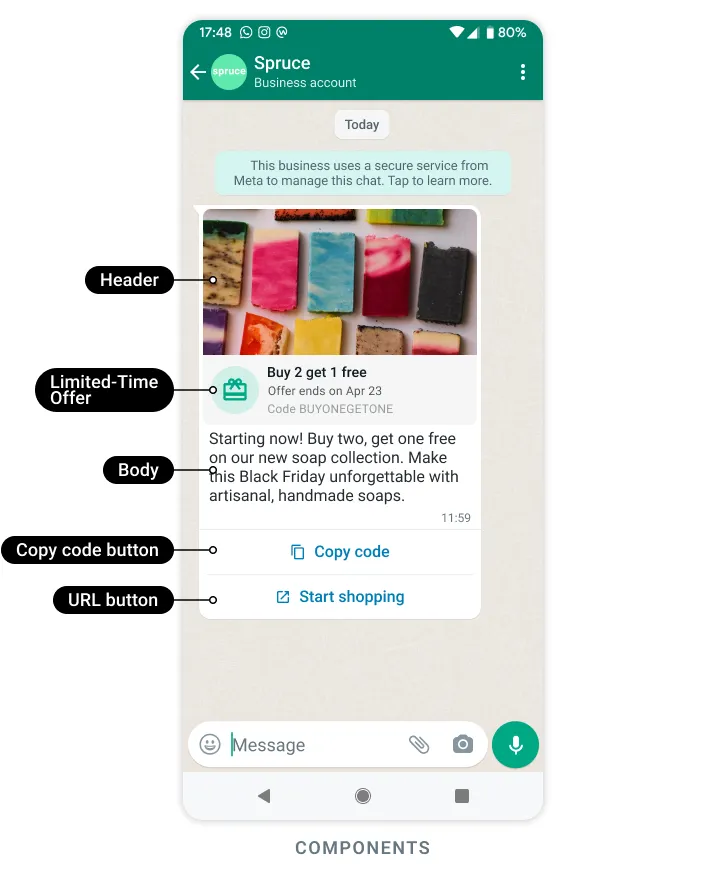 17:48
80%
spruce
Spruce
Business account
Today
This business uses a secure service from
Meta to manage this chat. Tap to learn more.
Header
Limited-Time
Offer
Buy 2 get 1 free
Offer ends on Apr 23
Code BUYONEGETONE
Body
Starting now! Buy two, get one free
on our new soap collection. Make
this Black Friday unforgettable with
artisanal, handmade soaps.
11:59
Copy code button
Copy code
URL button
Start shopping
Message
COMPONENTS